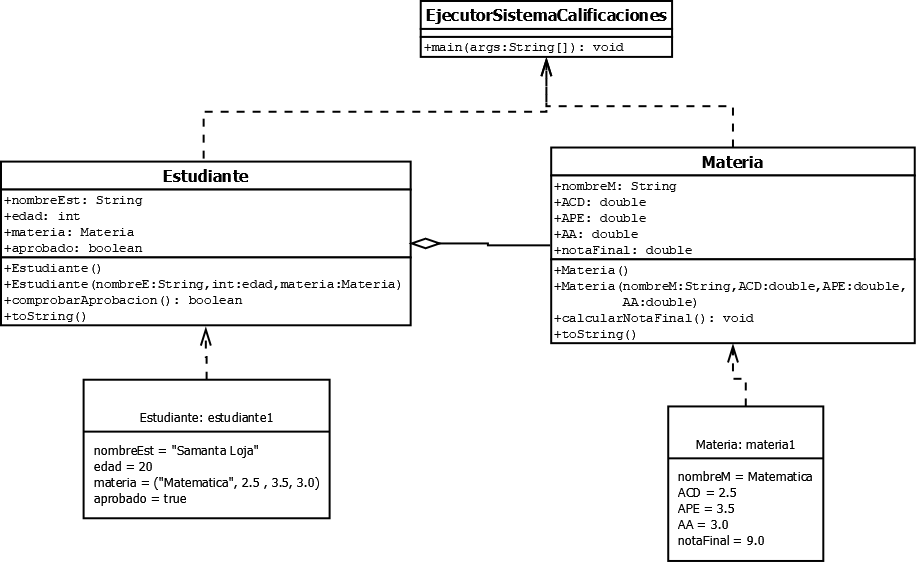 EjecutorSistemaCalificaciones
+main(args:String[]): void
Estudiante
+nombreEst: String
+edad: int
+materia: Materia
+aprobado: boolean
+Estudiante()
+Estudiante(nombreE:String,int:edad,materia:Materia)
+comprobarAprobacion(): boolean
+toString()
Materia
+nombreM: String
+ACD: double
+APE: double
+AA: double
+notaFinal: double
+Materia()
+Materia(nombreM:String,ACD:double,APE:double,
AA:double)
+calcularNotaFinal(): void
+toString()
Estudiante: estudiante1
nombreEst = "Samanta Loja"
edad = 20
materia = ("Matematica", 2.5 , 3.5, 3.0)
aprobado = true
Materia: materia1
nombreM = Matematica
ACD = 2.5
APE = 3.5
AA = 3.0
notaFinal = 9.0